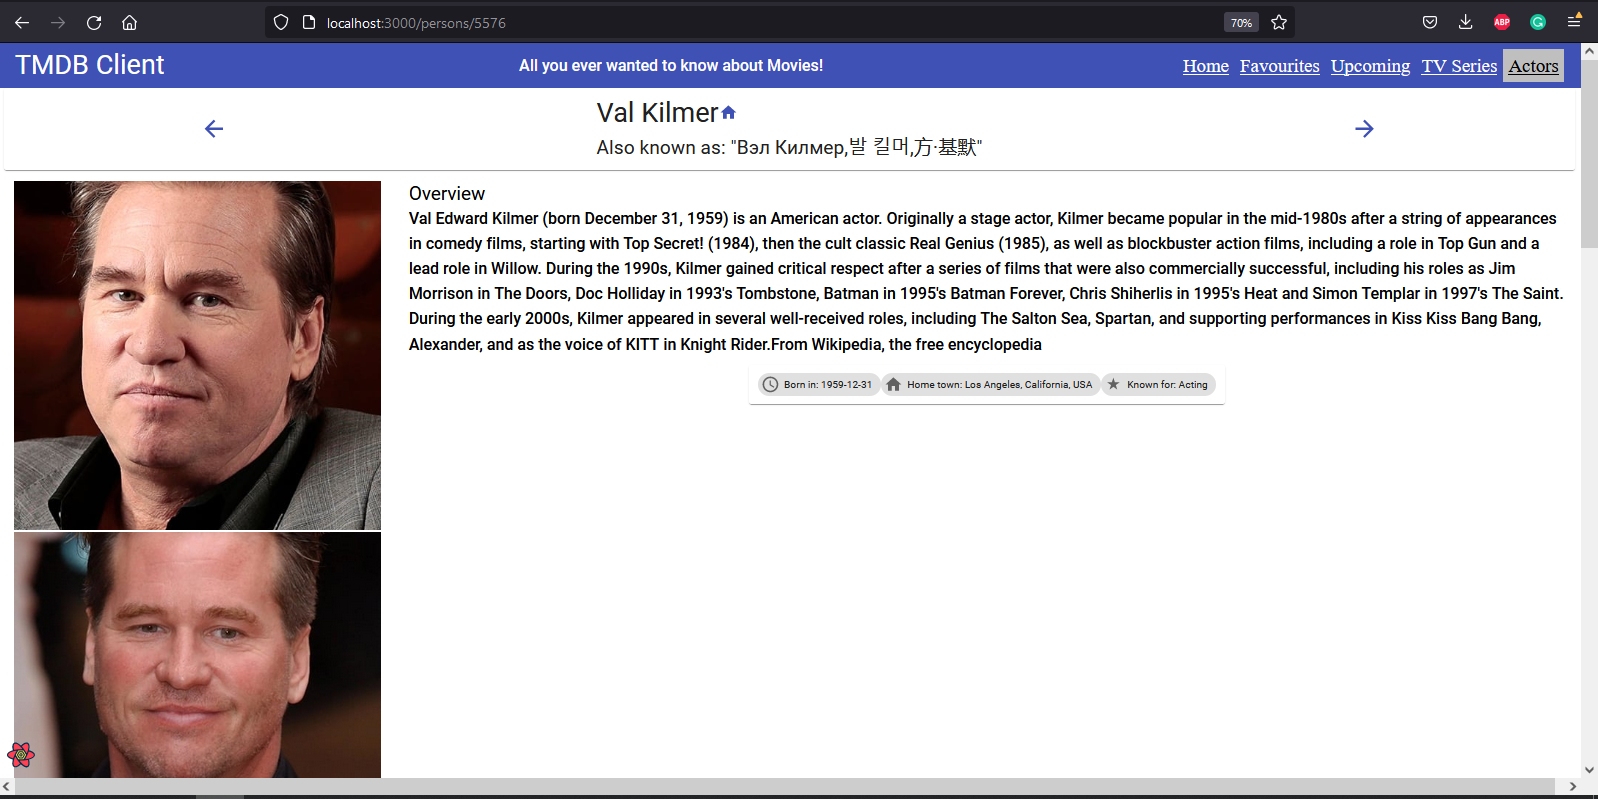 localhost:3000/persons/5576
70%
ABP
TMDB Client
All you ever wanted to know about Movies!
Home Favourites Upcoming TV Series Actors
Val Kilmer
Also known as: "Вэл Килмер,발 킬머,方·基默"
Overview
Val Edward Kilmer (born December 31, 1959) is an American actor. Originally a stage actor, Kilmer became popular in the mid-1980s after a string of appearances
in comedy films, starting with Top Secret! (1984), then the cult classic Real Genius (1985), as well as blockbuster action films, including a role in Top Gun and a
lead role in Willow. During the 1990s, Kilmer gained critical respect after a series of films that were also commercially successful, including his roles as Jim
Morrison in The Doors, Doc Holliday in 1993's Tombstone, Batman in 1995's Batman Forever, Chris Shiherlis in 1995's Heat and Simon Templar in 1997's The Saint.
During the early 2000s, Kilmer appeared in several well-received roles, including The Salton Sea, Spartan, and supporting performances in Kiss Kiss Bang Bang,
Alexander, and as the voice of KITT in Knight Rider.From Wikipedia, the free encyclopedia
Born in: 1959-12-31 Home town: Los Angeles, California, USA Known for: Acting